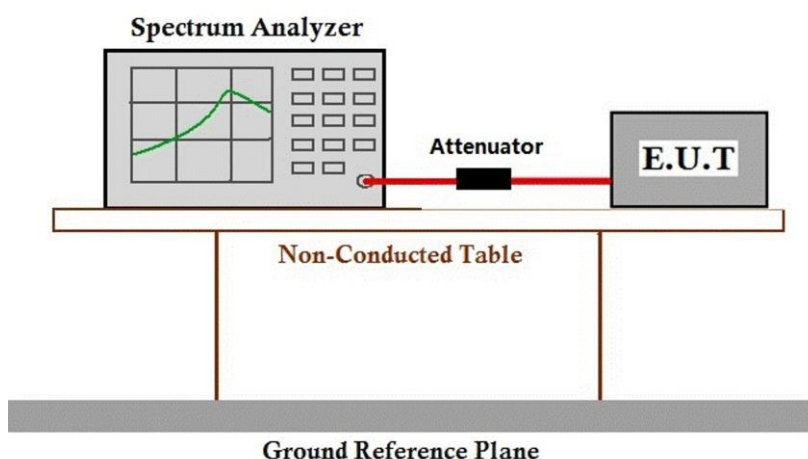 Spectrum Analyzer
Attenuator
E.U.T
Non-Conducted Table
Ground Reference Plane